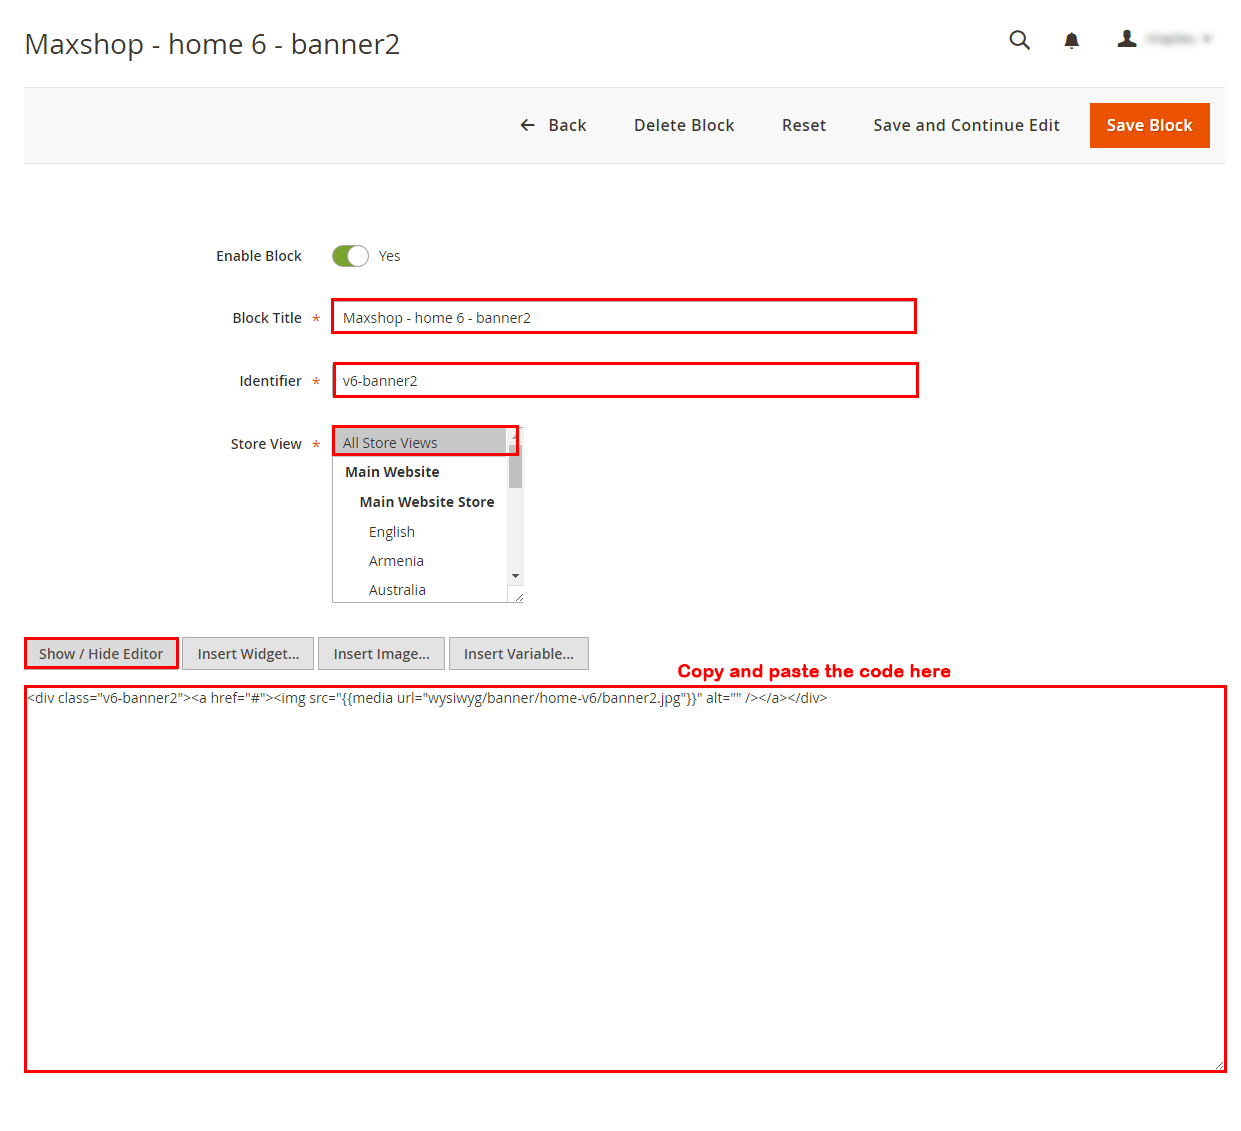 Maxshop - home 6 - banner2
Back
Delete Block
Reset
Save and Continue Edit
Save Block
Enable Block
Yes
Block Title *
Maxshop - home 6 - banner2
Identifier *
v6-banner2
Store View *
All Store Views
Main Website
Main Website Store
English
Armenia
Australia
Show / Hide Editor
Insert Widget...
Insert Image...
Insert Variable...
Copy and paste the code here
<div class="v6-banner2"><a href="#"><img src="{{media url="wysiwyg/banner/home-v6/banner2.jpg"}}" alt="" /></a></div>